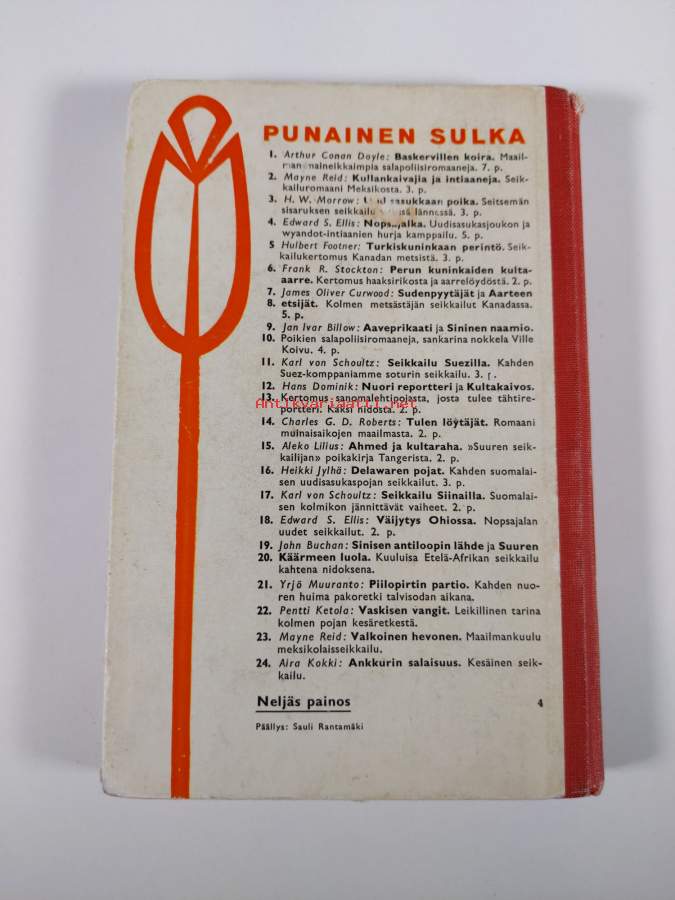 PUNAINEN SULKA
1. Arthur Conan Doyle: Baskervillen koira. Maail-
maineikkaimpia salapoliisiromaaneja. 7. p.
2. Mayne Reid: Kullankaivajia ja intiaaneja. Seik-
kailuromaani Meksikosta. 3. p.
3. H. W. Morrow: poika. Seitsemän
sisaruksen seikkailu lännessä. 3. p.
4. Edward S. Ellis: Nopsajalka. Uudisasukasjoukon ja
wyandot-intiaanien hurja kamppailu. 5. p.
5 Hulbert Footner: Turkiskuninkaan perintö. Seik-
kailukertomus Kanadan metsistä. 3. p.
6. Frank R. Stockton: Perun kuninkaiden kulta-
aarre. Kertomus haaksirikosta ja aarrelöydöstä. 2. p.
7. James Oliver Curwood: Sudenpyytäjät ja Aarteen
8. etsijät. Kolmen metsästäjän seikkailut Kanadassa.
5. p.
9. Jan Ivar Billow: Aaveprikaati ja Sininen naamio.
10. Poikien salapoliisiromaaneja, sankarina nokkela Ville
Koivu. 4. p.
11. Karl von Schoultz: Seikkailu Suezilla. Kahden
Suez-komppaniamme soturin seikkailu. 3.
12. Hans Dominik: Nuori reportteri ja Kultakaivos.
13. Kertomus sanomalehtipojasta, josta tulee tähtire-
portteri. Kaksi nidosta. 2. p.
Antikvariaatti.net
14. Charles G. D. Roberts: Tulen löytäjät. Romaani
muinaisaikojen maailmasta. 2. p.
15. Aleko Lilius: Ahmed ja kultaraha. »Suuren seik-
kailijan» poikakirja Tangerista. 2. p.
16. Heikki Jylhä: Delawaren pojat. Kahden suomalai-
sen uudisasukaspojan seikkailut. 3. p.
17. Karl von Schoultz: Seikkailu Siinailla. Suomalai-
sen kolmikon jännittävät vaiheet. 2. p.
18. Edward S. Ellis: Väijytys Ohiossa. Nopsajalan
uudet seikkailut. 2. p.
19. John Buchan: Sinisen antiloopin lähde ja Suuren
20. Käärmeen luola. Kuuluisa Etelä-Afrikan seikkailu
kahtena nidoksena.
21. Yrjö Muuranto: Piilopirtin partio. Kahden nuo-
ren huima pakoretki talvisodan aikana.
22. Pentti Ketola: Vaskisen vangit. Leikillinen tarina
kolmen pojan kesäretkestä.
23. Mayne Reid: Valkoinen hevonen. Maailmankuulu
meksikolaisseikkailu.
24. Aira Kokki: Ankkurin salaisuus. Kesäinen seik-
kailu.
Neljäs painos
4
Päällys: Sauli Rantamäki